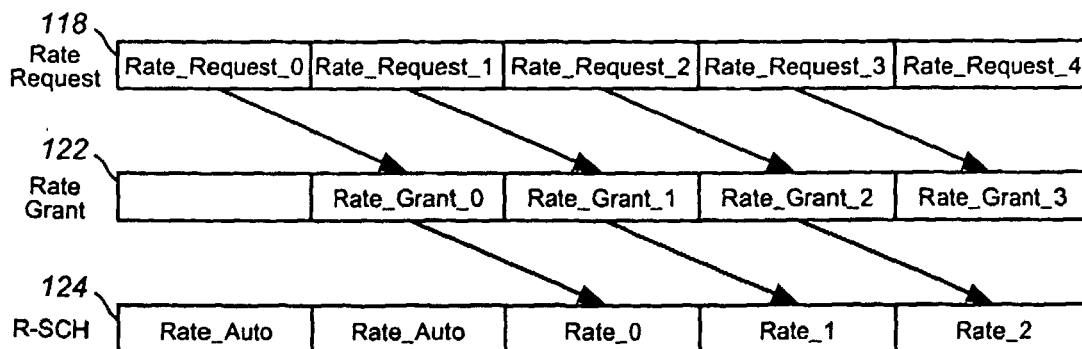 118
Rate Request
Rate_Request_0 Rate_Request_1 Rate_Request_2 Rate_Request_3 Rate_Request_4
122
Rate Grant
Rate_Grant_0 Rate_Grant_1 Rate_Grant_2 Rate_Grant_3
124
R-SCH Rate_Auto Rate_Auto Rate_0 Rate_1 Rate_2